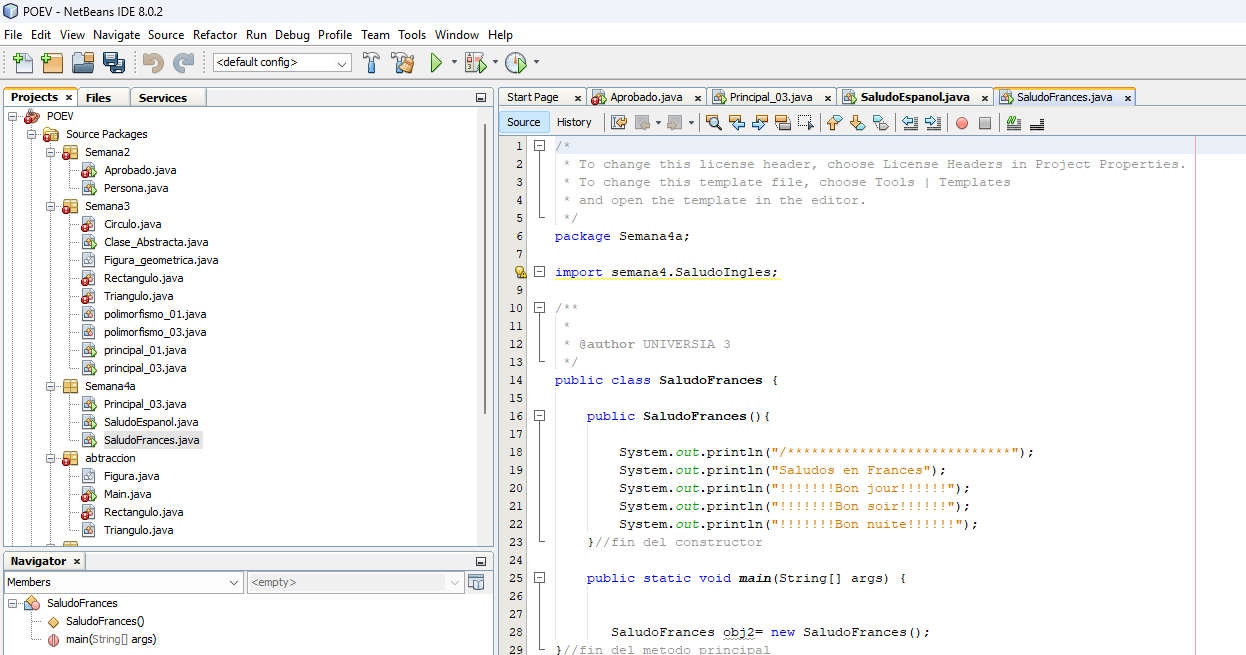 POEV - NetBeans IDE 8.0.2
File Edit View Navigate Source Refactor Run Debug Profile Team Tools Window Help
<default config>
Projects Files Services
POEV
Source Packages
Semana2
Aprobado.java
Persona.java
Semana3
Circulo.java
Clase_Abstracta.java
Figura_geometrica.java
Rectangulo.java
Triangulo.java
polimorfismo_01.java
polimorfismo_03.java
principal_01.java
principal_03.java
Semana4a
Principal_03.java
SaludoEspanol.java
SaludoFrances.java
abtraccion
Figura.java
Main.java
Rectangulo.java
Triangulo.java
Navigator
Members
<empty>
SaludoFrances
SaludoFrances()
main(String[] args)
Start Page Aprobado.java Principal_03.java SaludoEspanol.java SaludoFrances.java
Source History
1 /*
2 * To change this license header, choose License Headers in Project Properties.
3 * To change this template file, choose Tools | Templates
4 * and open the template in the editor.
5 */
6 package Semana4a;
7
import semana4.SaludoIngles;
9
10 /**
11 *
12 * @author UNIVERSIA 3
13 */
14 public class SaludoFrances {
15
16 public SaludoFrances(){
17
18 System.out.println("/****************************");
19 System.out.println("Saludos en Frances");
20 System.out.println("!!!!!!!Bon jour!!!!!!");
21 System.out.println("!!!!!!!Bon soir!!!!!!");
22 System.out.println("!!!!!!!Bon nuite!!!!!!");
23 }//fin del constructor
24
25 public static void main(String[] args) {
26
27
28 SaludoFrances obj2= new SaludoFrances();
29 }//fin del metodo principal